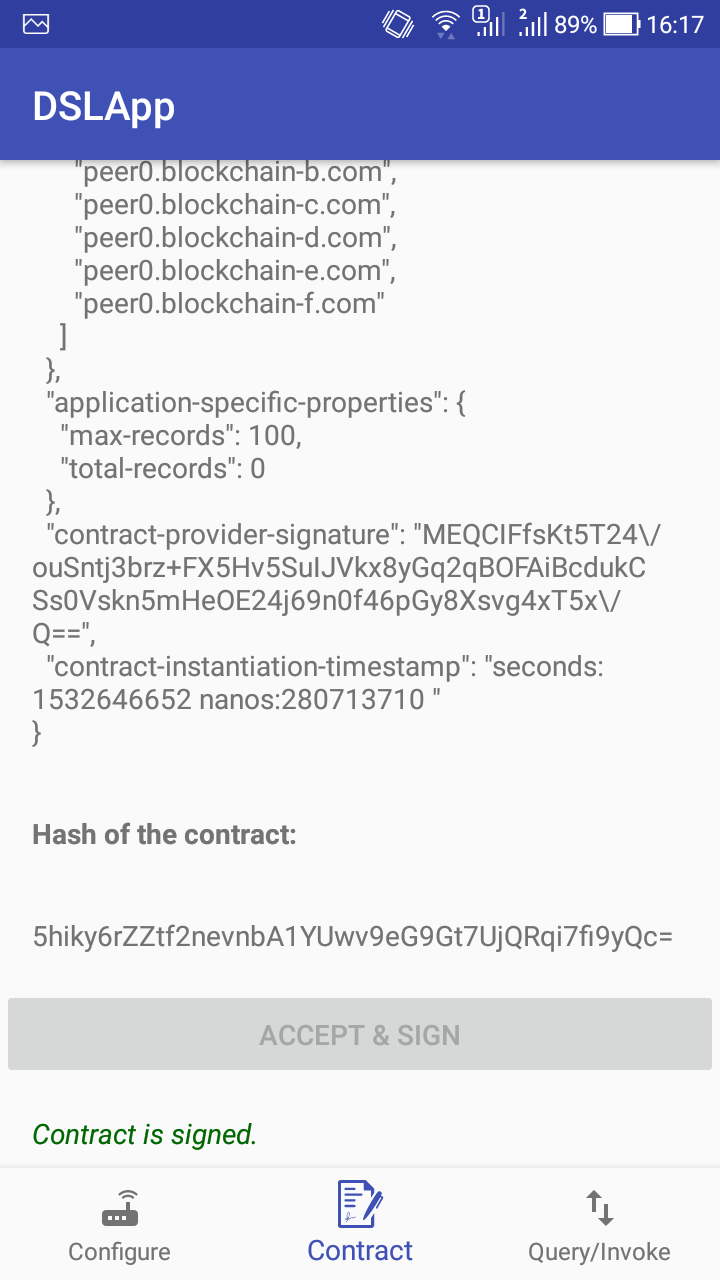 1 2 89% 16:17
DSLApp
"peer0.blockchain-b.com",
"peer0.blockchain-c.com",
"peer0.blockchain-d.com",
"peer0.blockchain-e.com",
"peer0.blockchain-f.com"
]
},
"application-specific-properties": {
"max-records": 100,
"total-records": 0
},
"contract-provider-signature": "MEQCIFfsKt5T24\/
ouSntj3brz+FX5Hv5SuIJVkx8yGq2qBOFAiBcdukC
Ss0Vskn5mHeOE24j69n0f46pGy8Xsvg4xT5x\/
Q==",
"contract-instantiation-timestamp": "seconds:
1532646652 nanos:280713710 "
}
Hash of the contract:
5hiky6rZZtf2nevnbA1YUwv9eG9Gt7UjQRqi7fi9yQc=
ACCEPT & SIGN
Contract is signed.
Configure Contract Query/Invoke